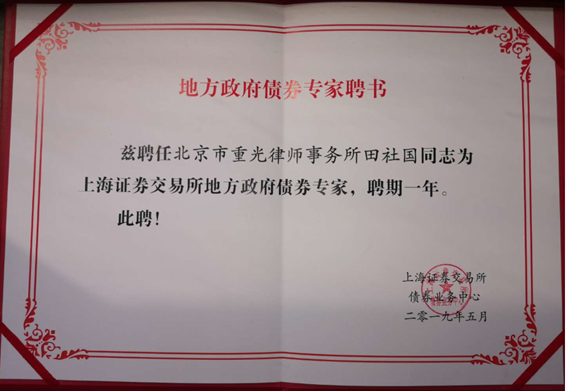 地方政府债券专家聘书
兹聘任北京市重光律师事务所田社国同志为
上海证券交易所地方政府债券专家，聘期一年。
此聘！
上海证券交易所
债券业务中心
二〇一九年五月